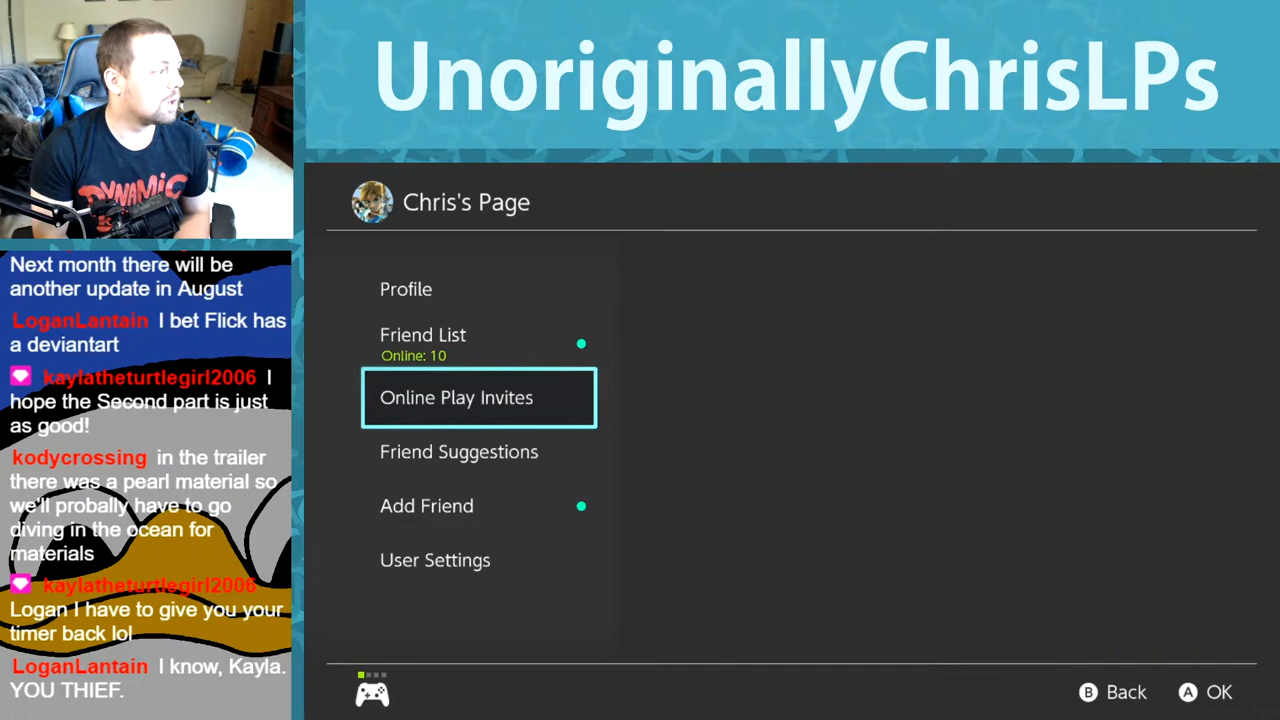 UnoriginallyChrisLPs
DYNAMIC
Chris's Page
Profile
Friend List
Online: 10
Online Play Invites
Friend Suggestions
Add Friend
User Settings
B Back
A OK
Next month there will be
another update in August
LoganLantain I bet Flick has
a deviantart
kaylatheturtlegirl2006 I
hope the Second part is just
as good!
kodycrossing in the trailer
there was a pearl material so
we'll probally have to go
diving in the ocean for
materials
kaylatheturtlegirl2006
Logan I have to give you your
timer back lol
LoganLantain I know, Kayla.
YOU THIEF.